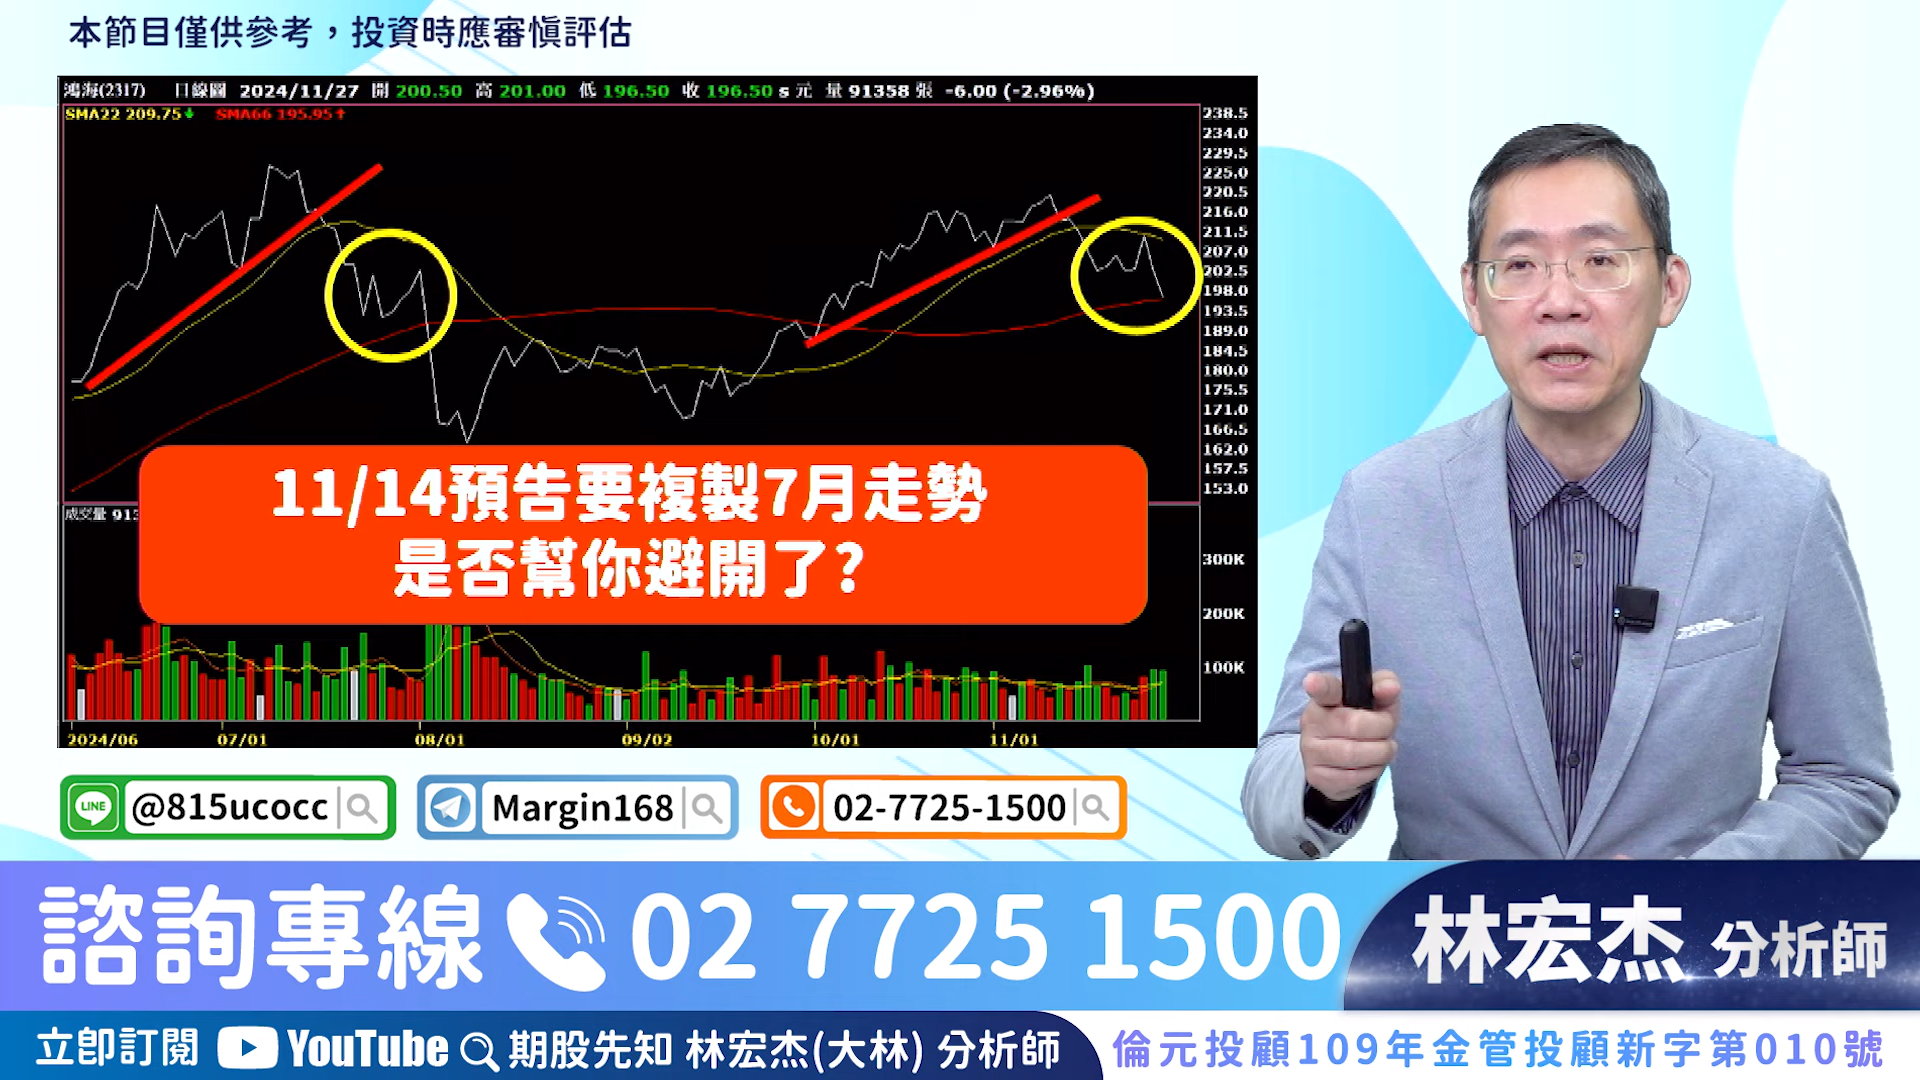 本節目僅供參考，投資時應審慎評估
鴻海(2317) 日線圖 2024/11/27 開 200.50 高 201.00 低 196.50 收 196.50 s 元 量 91358 張 -6.00 (-2.96%)
SMA22 209.75↓ SMA66 195.95↑
238.5
234.0
229.5
225.0
220.5
216.0
211.5
207.0
202.5
198.0
193.5
189.0
184.5
180.0
175.5
171.0
166.5
162.0
157.5
153.0
11/14預告要複製7月走勢
是否幫你避開了?
成交量 913
300K
200K
100K
2024/06 07/01 08/01 09/02 10/01 11/01
LINE @815ucocc
Margin168
02-7725-1500
諮詢專線 02 7725 1500
林宏杰 分析師
立即訂閱 YouTube 期股先知 林宏杰(大林) 分析師
倫元投顧109年金管投顧新字第010號